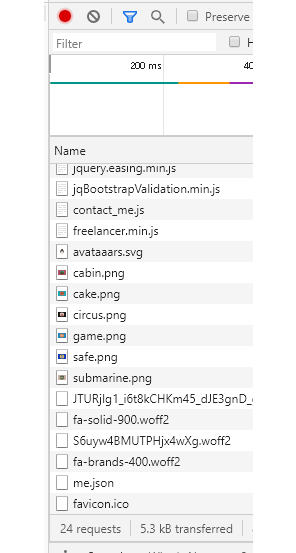 Preserve
Filter
200 ms
Name
jquery.easing.min.js
jqBootstrapValidation.min.js
contact_me.js
freelancer.min.js
avataaars.svg
cabin.png
cake.png
circus.png
game.png
safe.png
submarine.png
JTURjIg1_i6t8kCHKm45_dJE3gnD_
fa-solid-900.woff2
S6uyw4BMUTPHjx4wXg.woff2
fa-brands-400.woff2
me.json
favicon.ico
24 requests
5.3 kB transferred